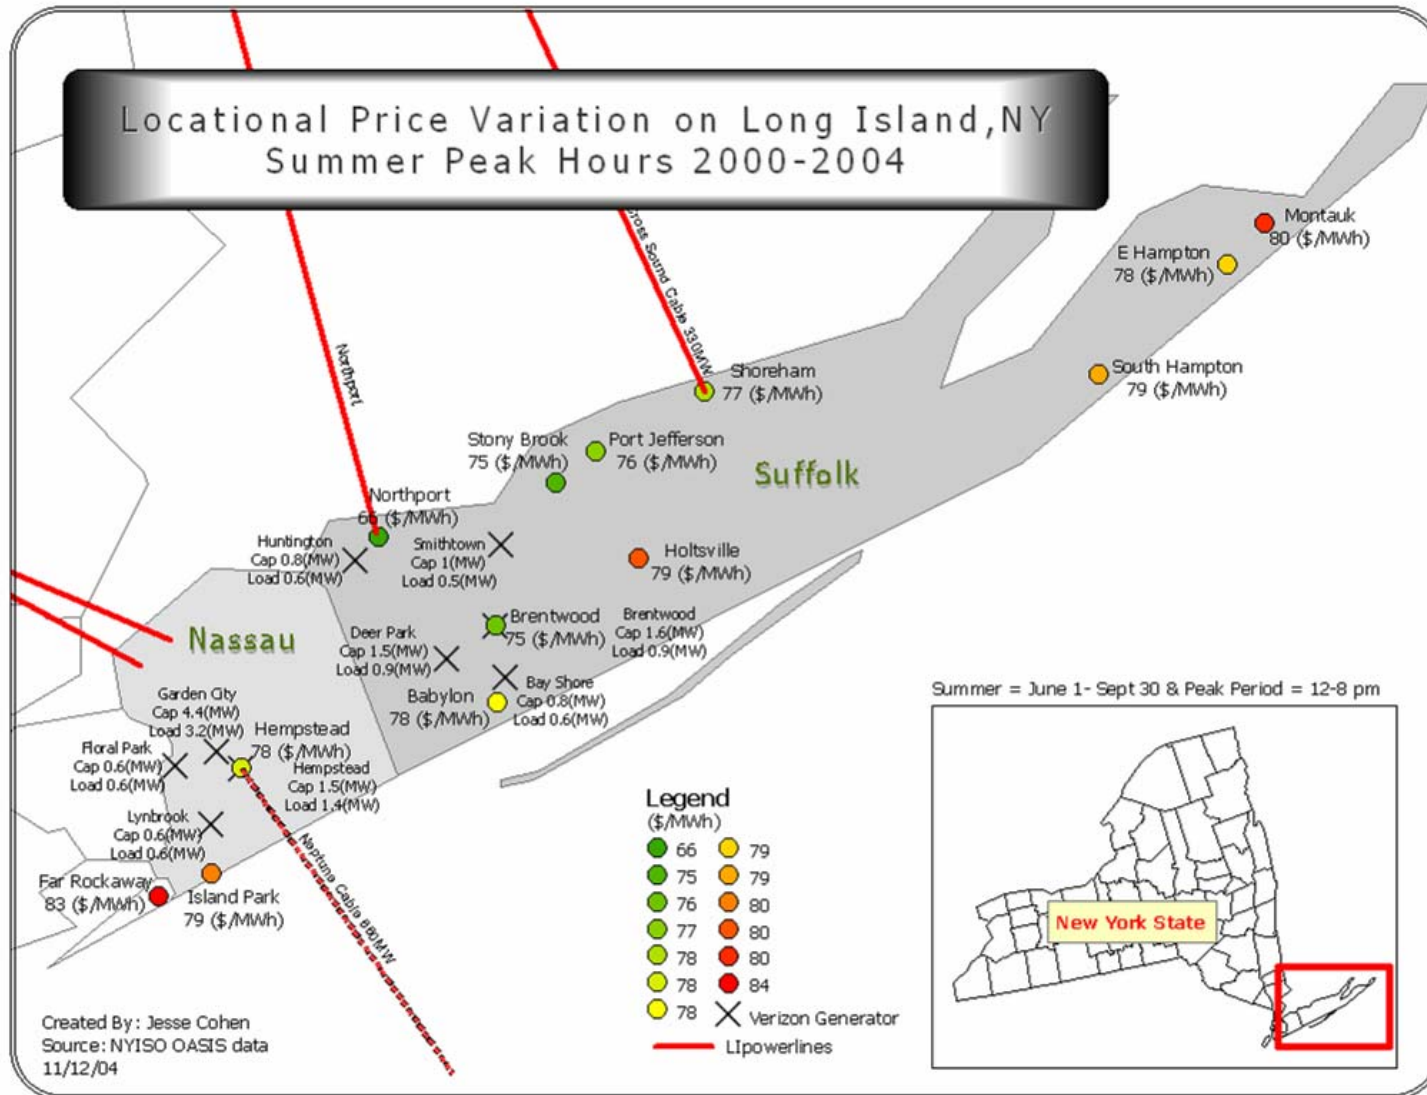 Locational Price Variation on Long Island,NY
Summer Peak Hours 2000-2004
Cross Sound Cable 330MW
Northport
Montauk
80 ($/MWh)
E Hampton
78 ($/MWh)
South Hampton
79 ($/MWh)
Shoreham
77 ($/MWh)
Stony Brook
75 ($/MWh)
Port Jefferson
76 ($/MWh)
Suffolk
Northport
66 ($/MWh)
Huntington
Cap 0.8(MW)
Load 0.6(MW)
Smithtown
Cap 1(MW)
Load 0.5(MW)
Holtsville
79 ($/MWh)
Brentwood
75 ($/MWh)
Brentwood
Cap 1.6(MW)
Load 0.9(MW)
Nassau
Deer Park
Cap 1.5(MW)
Load 0.9(MW)
Bay Shore
Cap 0.8(MW)
Load 0.6(MW)
Babylon
78 ($/MWh)
Garden City
Cap 4.4(MW)
Load 3.2(MW)
Hempstead
78 ($/MWh)
Floral Park
Cap 0.6(MW)
Load 0.6(MW)
Hempstead
Cap 1.5(MW)
Load 1.4(MW)
Lynbrook
Cap 0.6(MW)
Load 0.6(MW)
Neptune Cable 660MW
Far Rockaway
83 ($/MWh)
Island Park
79 ($/MWh)
Legend
($/MWh)
66
75
76
77
78
78
78
79
79
80
80
80
84
Verizon Generator
LIpowerlines
Summer = June 1- Sept 30 & Peak Period = 12-8 pm
New York State
Created By: Jesse Cohen
Source: NYISO OASIS data
11/12/04